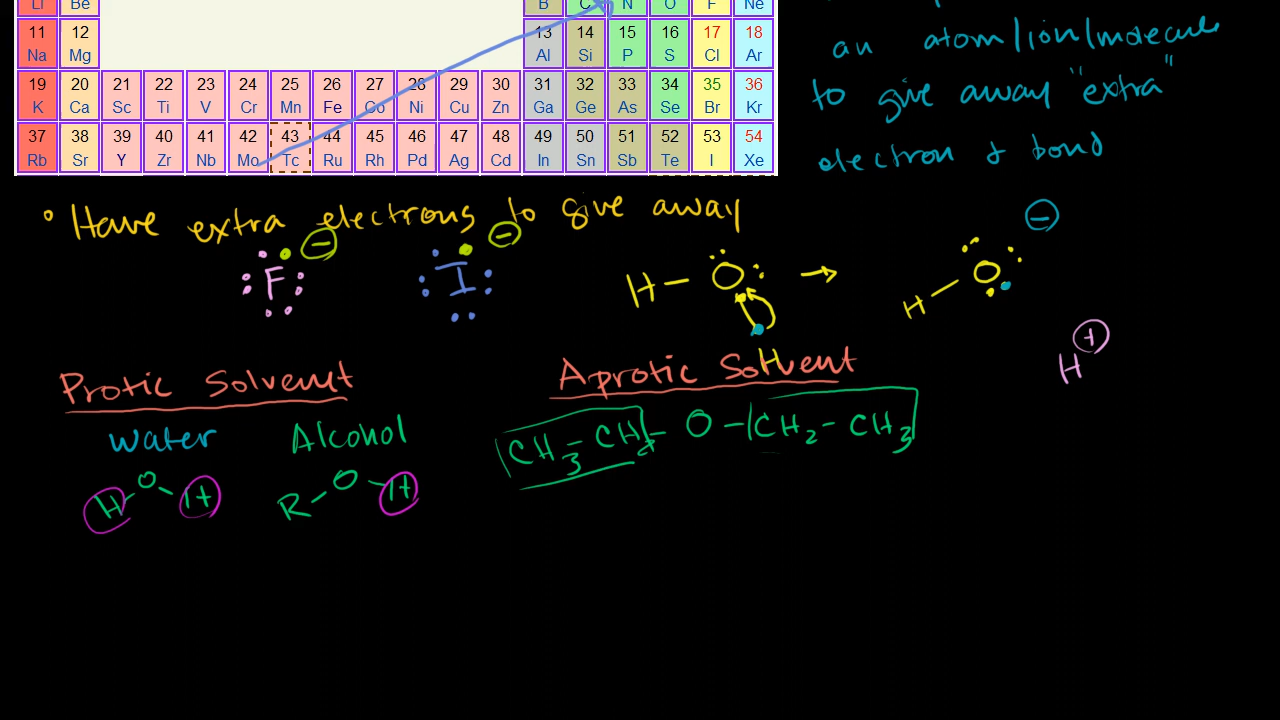 Li Be B C N O F Ne
11 12 13 14 15 16 17 18
Na Mg Al Si P S Cl Ar
19 20 21 22 23 24 25 26 27 28 29 30 31 32 33 34 35 36
K Ca Sc Ti V Cr Mn Fe Co Ni Cu Zn Ga Ge As Se Br Kr
37 38 39 40 41 42 43 44 45 46 47 48 49 50 51 52 53 54
Rb Sr Y Zr Nb Mo Tc Ru Rh Pd Ag Cd In Sn Sb Te I Xe
an atom/ion/molecule
to give away "extra"
electron & bond
• Have extra electrons to give away
F − I − H − O → H − O −
H
H +
Protic Solvent Aprotic Solvent
Water Alcohol CH3 − CH2 − O − CH2 − CH3
H − O − H R − O − H